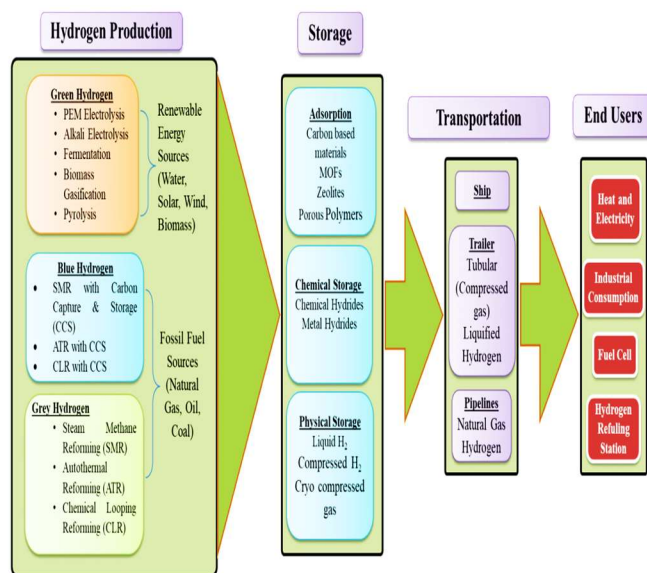 Hydrogen Production
Green Hydrogen
• PEM Electrolysis
• Alkali Electrolysis
• Fermentation
• Biomass
Gasification
• Pyrolysis
Renewable
Energy
Sources
(Water,
Solar, Wind,
Biomass)
Blue Hydrogen
• SMR with Carbon
Capture & Storage
(CCS)
• ATR with CCS
• CLR with CCS
Grey Hydrogen
• Steam Methane
Reforming (SMR)
• Autothermal
Reforming (ATR)
• Chemical Looping
Reforming (CLR)
Fossil Fuel
Sources
(Natural
Gas, Oil,
Coal)
Storage
Adsorption
Carbon based
materials
MOFs
Zeolites
Porous Polymers
Chemical Storage
Chemical Hydrides
Metal Hydrides
Physical Storage
Liquid H₂
Compressed H₂
Cryo compressed
gas
Transportation
Ship
Trailer
Tubular
(Compressed
gas)
Liquified
Hydrogen
Pipelines
Natural Gas
Hydrogen
End Users
Heat and
Electricity
Industrial
Consumption
Fuel Cell
Hydrogen
Refuling
Station